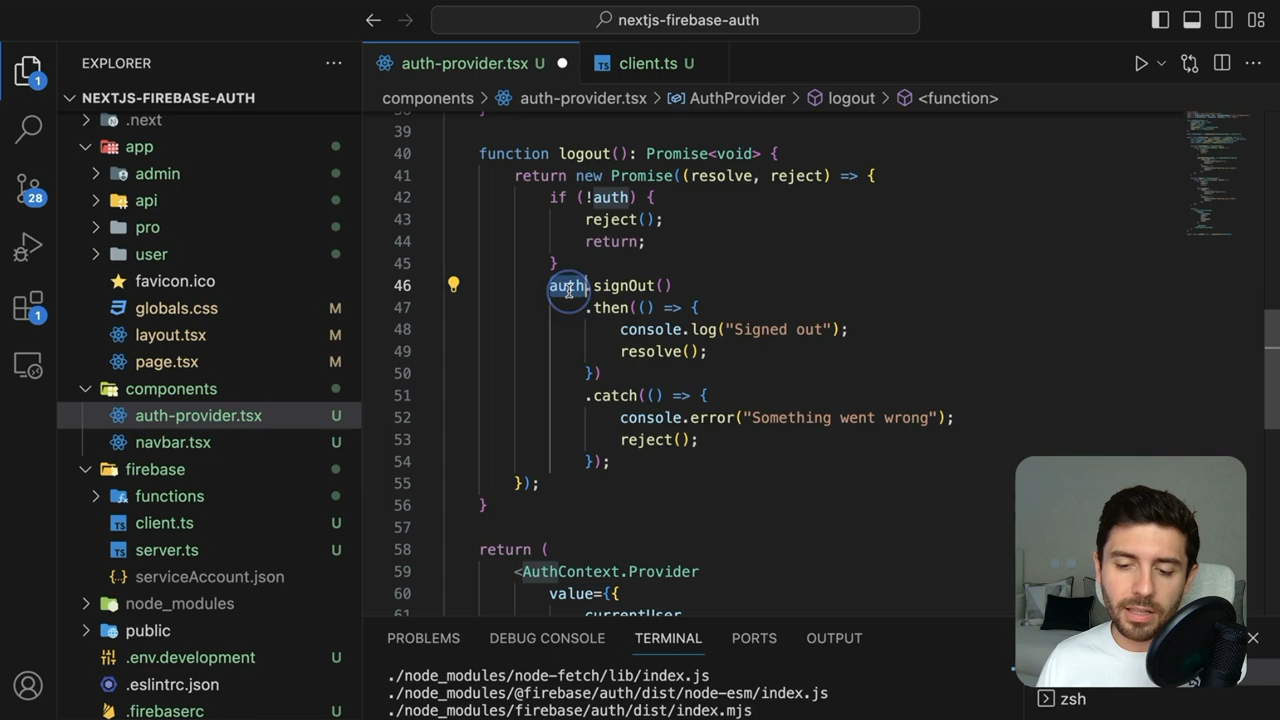 nextjs-firebase-auth
1
EXPLORER
auth-provider.tsx U
TS client.ts U
NEXTJS-FIREBASE-AUTH
components > auth-provider.tsx > AuthProvider > logout > <function>
.next
app
admin
api
pro
user
favicon.ico
globals.css M
layout.tsx M
page.tsx M
components
auth-provider.tsx U
navbar.tsx U
firebase
functions
TS client.ts U
TS server.ts U
{} serviceAccount.json
node_modules
public
.env.development U
.eslintrc.json
.firebaserc U
28
1
39
40 function logout(): Promise<void> {
41 return new Promise((resolve, reject) => {
42 if (!auth) {
43 reject();
44 return;
45 }
46 auth.signOut()
47 .then(() => {
48 console.log("Signed out");
49 resolve();
50 })
51 .catch(() => {
52 console.error("Something went wrong");
53 reject();
54 });
55 });
56 }
57
58 return (
59 <AuthContext.Provider
60 value={{
61 currentUser
PROBLEMS DEBUG CONSOLE TERMINAL PORTS OUTPUT
./node_modules/node-fetch/lib/index.js
./node_modules/@firebase/auth/dist/node-esm/index.js
./node_modules/firebase/auth/dist/index.mjs
zsh